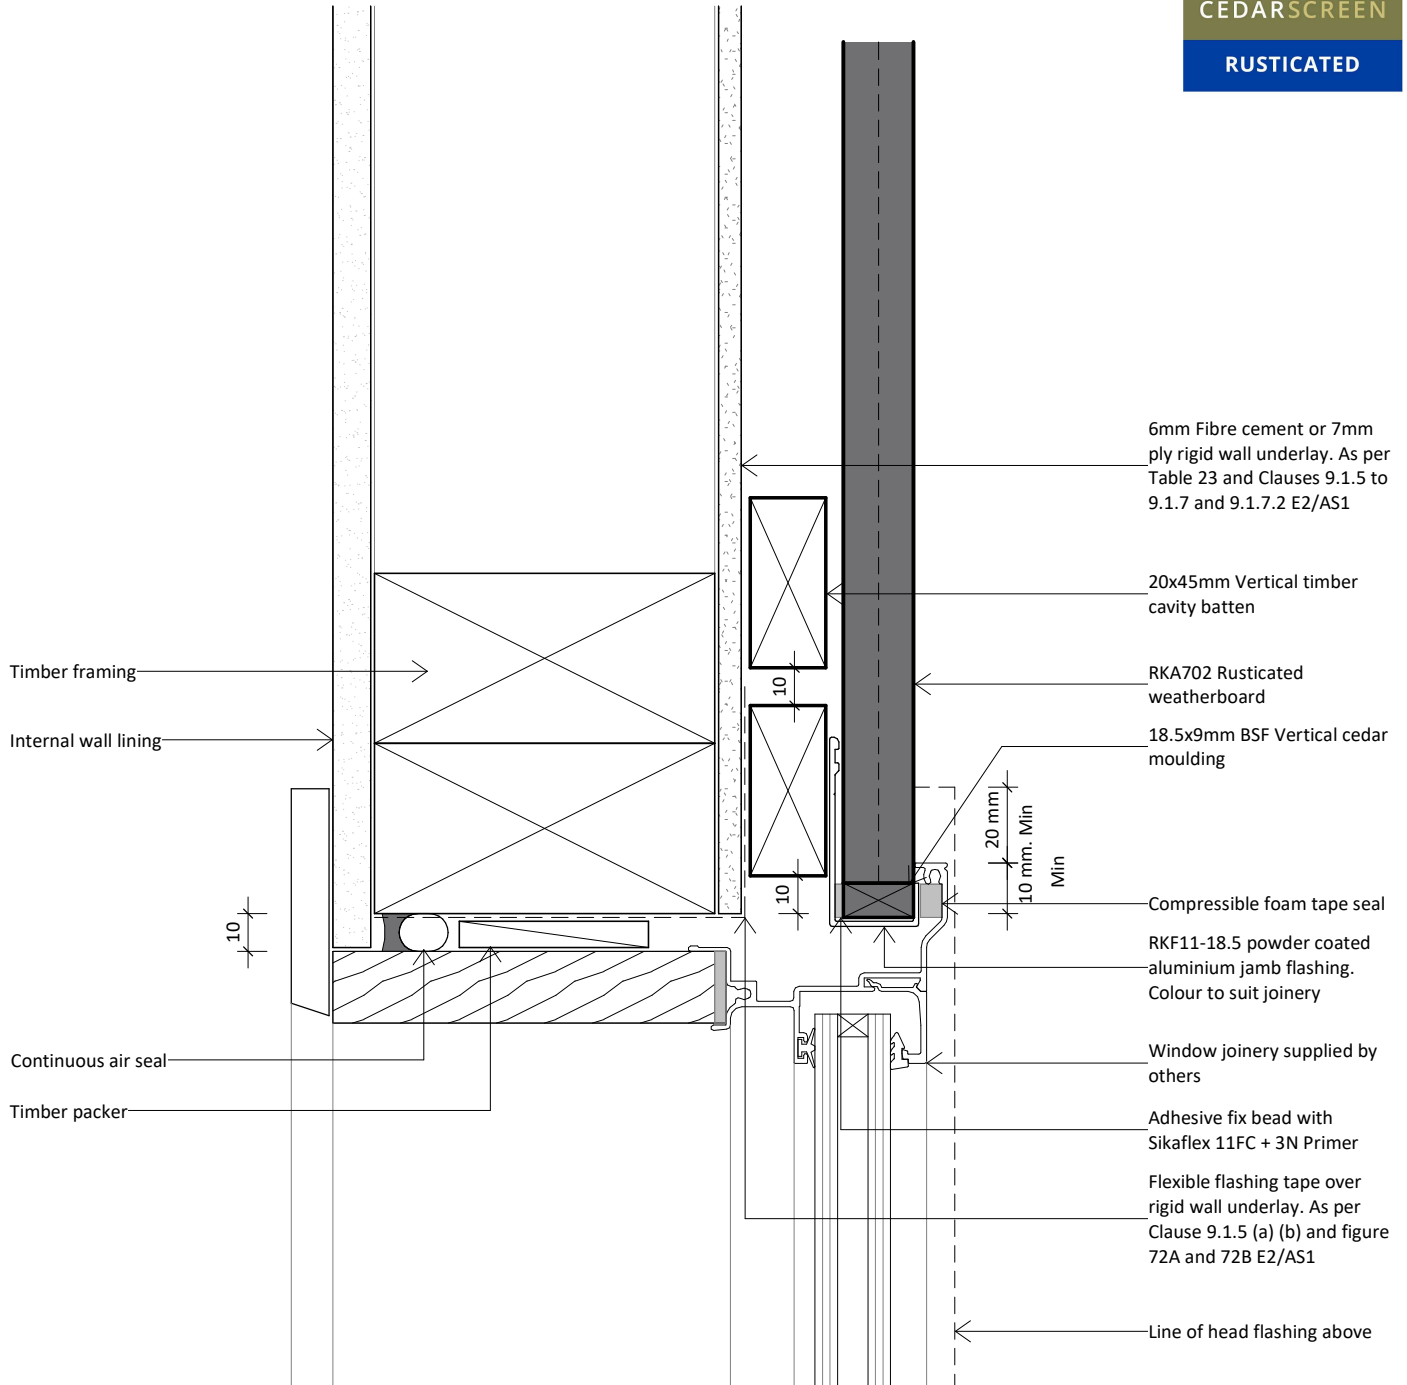 CEDARSCREEN
RUSTICATED
6mm Fibre cement or 7mm
ply rigid wall underlay. As per
Table 23 and Clauses 9.1.5 to
9.1.7 and 9.1.7.2 E2/AS1
20x45mm Vertical timber
cavity batten
Timber framing
10
RKA702 Rusticated
weatherboard
Internal wall lining
18.5x9mm BSF Vertical cedar
moulding
20 mm
10 mm. Min
Min
10
10
Compressible foam tape seal
RKF11-18.5 powder coated
aluminium jamb flashing.
Colour to suit joinery
Continuous air seal
Window joinery supplied by
others
Timber packer
Adhesive fix bead with
Sikaflex 11FC + 3N Primer
Flexible flashing tape over
rigid wall underlay. As per
Clause 9.1.5 (a) (b) and figure
72A and 72B E2/AS1
Line of head flashing above